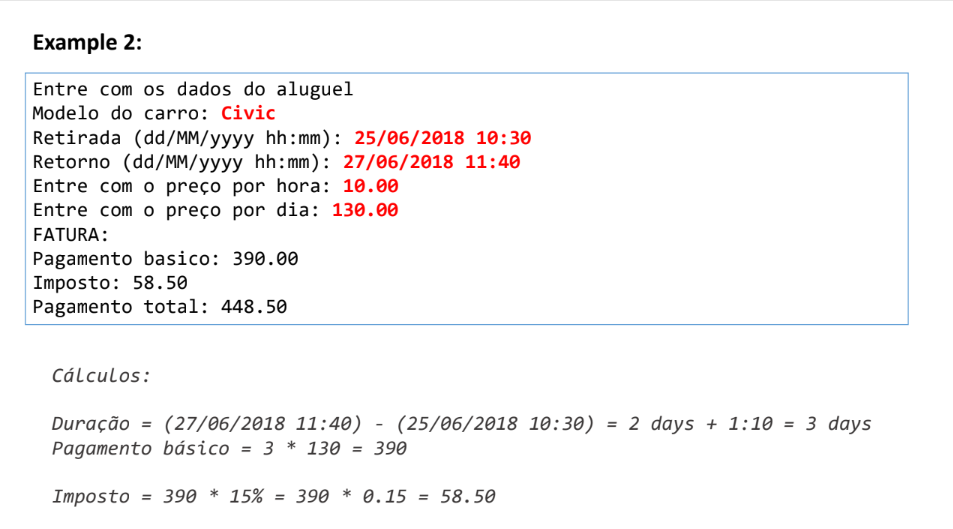 Example 2:
Entre com os dados do aluguel
Modelo do carro: Civic
Retirada (dd/MM/yyyy hh:mm): 25/06/2018 10:30
Retorno (dd/MM/yyyy hh:mm): 27/06/2018 11:40
Entre com o preço por hora: 10.00
Entre com o preço por dia: 130.00
FATURA:
Pagamento basico: 390.00
Imposto: 58.50
Pagamento total: 448.50
Cálculos:
Duração = (27/06/2018 11:40) - (25/06/2018 10:30) = 2 days + 1:10 = 3 days
Pagamento básico = 3 * 130 = 390
Imposto = 390 * 15% = 390 * 0.15 = 58.50